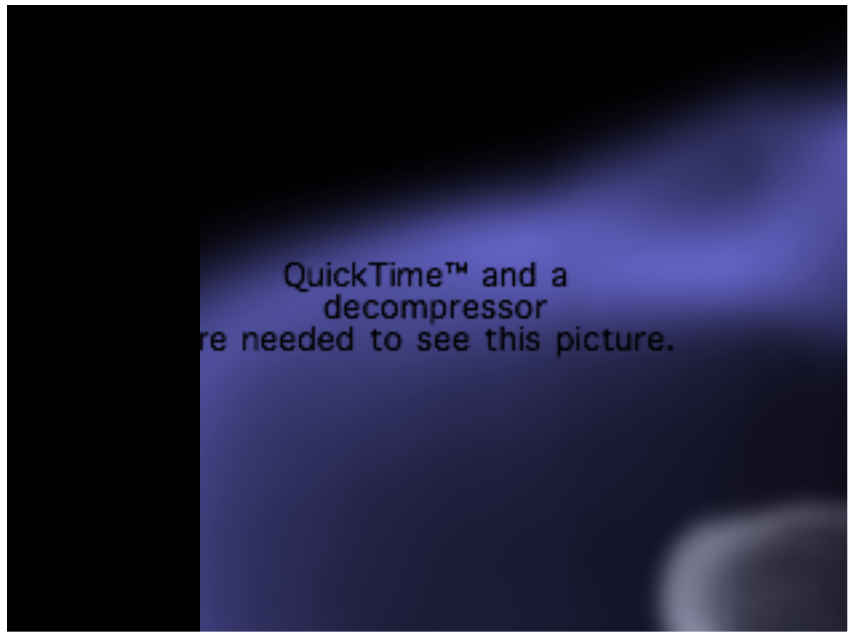 QuickTime™ and a
decompressor
re needed to see this picture.